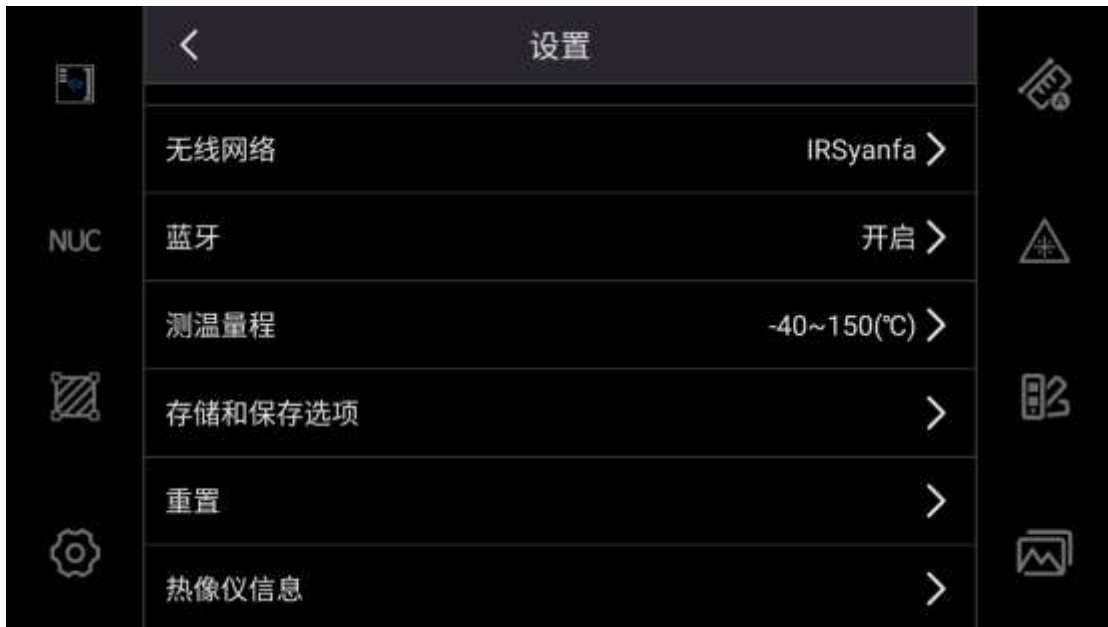 设置
无线网络 IRSyanfa
NUC
蓝牙 开启
测温量程 -40~150(℃)
存储和保存选项
重置
热像仪信息